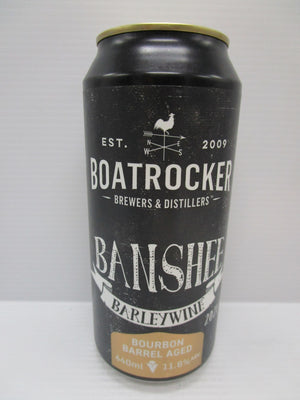 EST. 2009
N E
W S
BOATROCKER
BREWERS & DISTILLERS
BANSHEE
BARLEYWINE
BOURBON
BARREL AGED
440ml 11.8% ABV